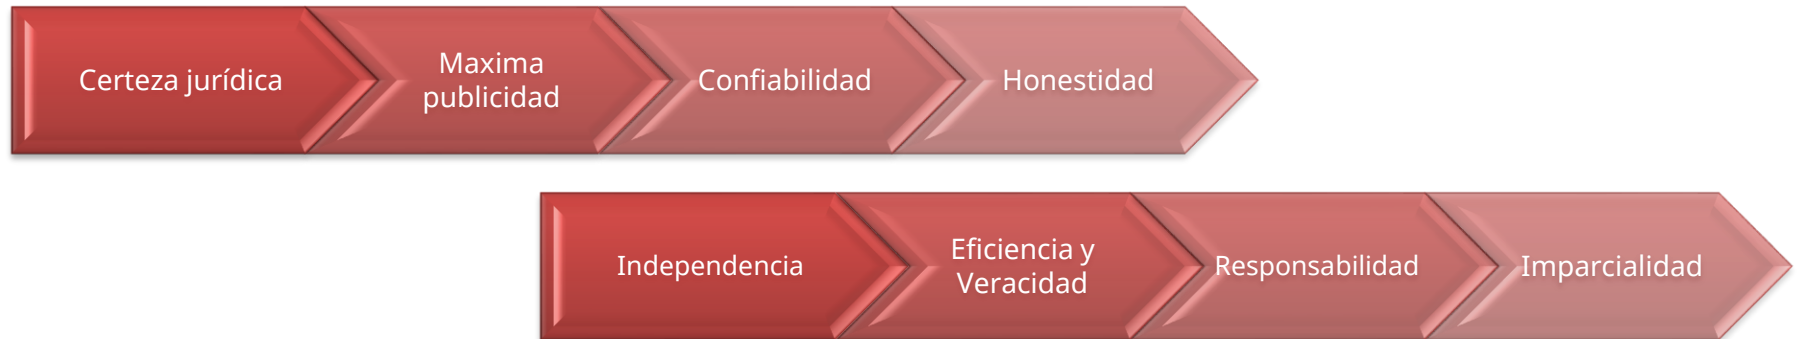 Certeza jurídica
Maxima
publicidad
Confiabilidad
Honestidad
Independencia
Eficiencia y
Veracidad
Responsabilidad
Imparcialidad